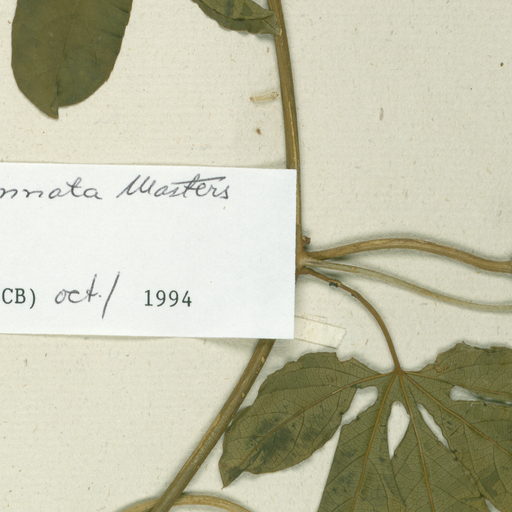 nnata Masters
CB) oct./ 1994